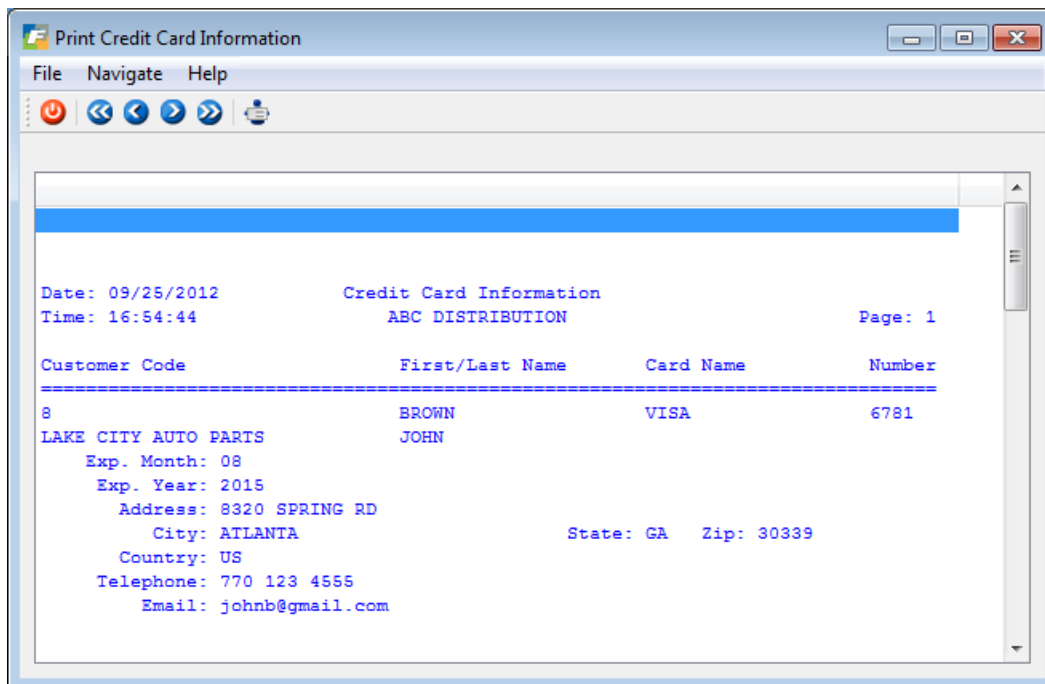 Print Credit Card Information
File Navigate Help
Date: 09/25/2012 Credit Card Information
Time: 16:54:44 ABC DISTRIBUTION Page: 1
Customer Code First/Last Name Card Name Number
================================================================================
8 BROWN VISA 6781
LAKE CITY AUTO PARTS JOHN
Exp. Month: 08
Exp. Year: 2015
Address: 8320 SPRING RD
City: ATLANTA State: GA Zip: 30339
Country: US
Telephone: 770 123 4555
Email: johnb@gmail.com